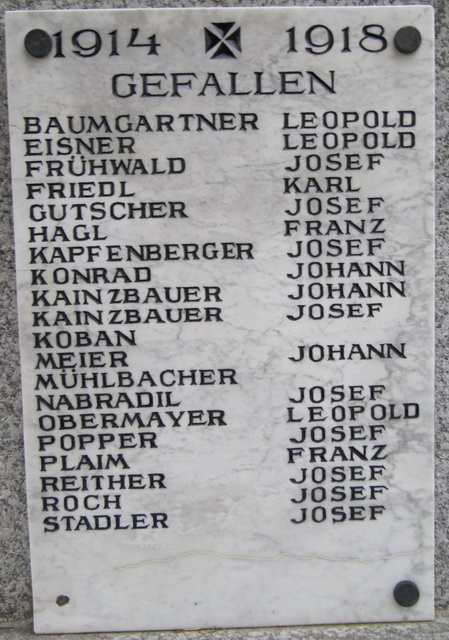 1914 1918
GEFALLEN
BAUMGARTNER LEOPOLD
EISNER LEOPOLD
FRÜHWALD JOSEF
FRIEDL KARL
GUTSCHER JOSEF
HAGL FRANZ
KAPFENBERGER JOSEF
KONRAD JOHANN
KAINZBAUER JOHANN
KAINZBAUER JOSEF
KOBAN
MEIER JOHANN
MÜHLBACHER
NABRADIL JOSEF
OBERMAYER LEOPOLD
POPPER JOSEF
PLAIM FRANZ
REITHER JOSEF
ROCH JOSEF
STADLER JOSEF